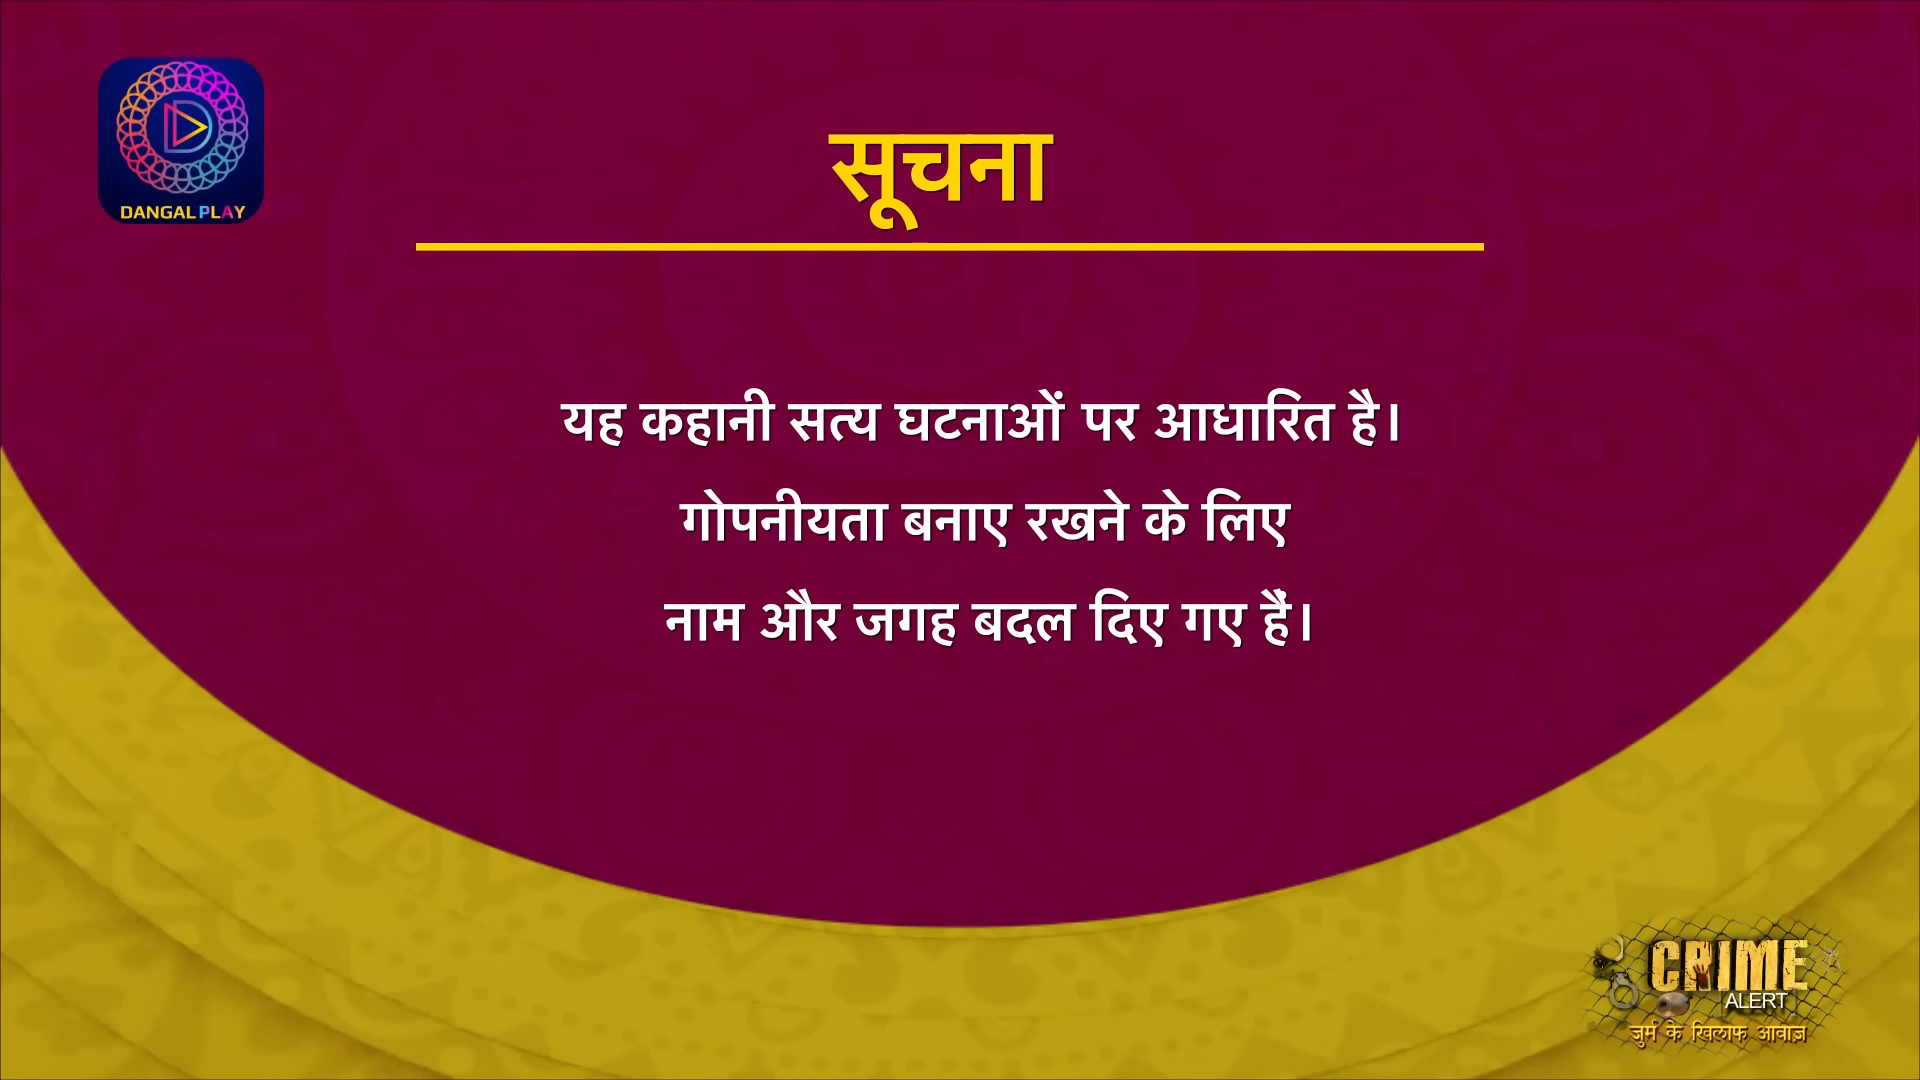 DANGAL PLAY
सूचना
यह कहानी सत्य घटनाओं पर आधारित है।
गोपनीयता बनाए रखने के लिए
नाम और जगह बदल दिए गए हैं।
CRIME
ALERT
जुर्म के खिलाफ आवाज़